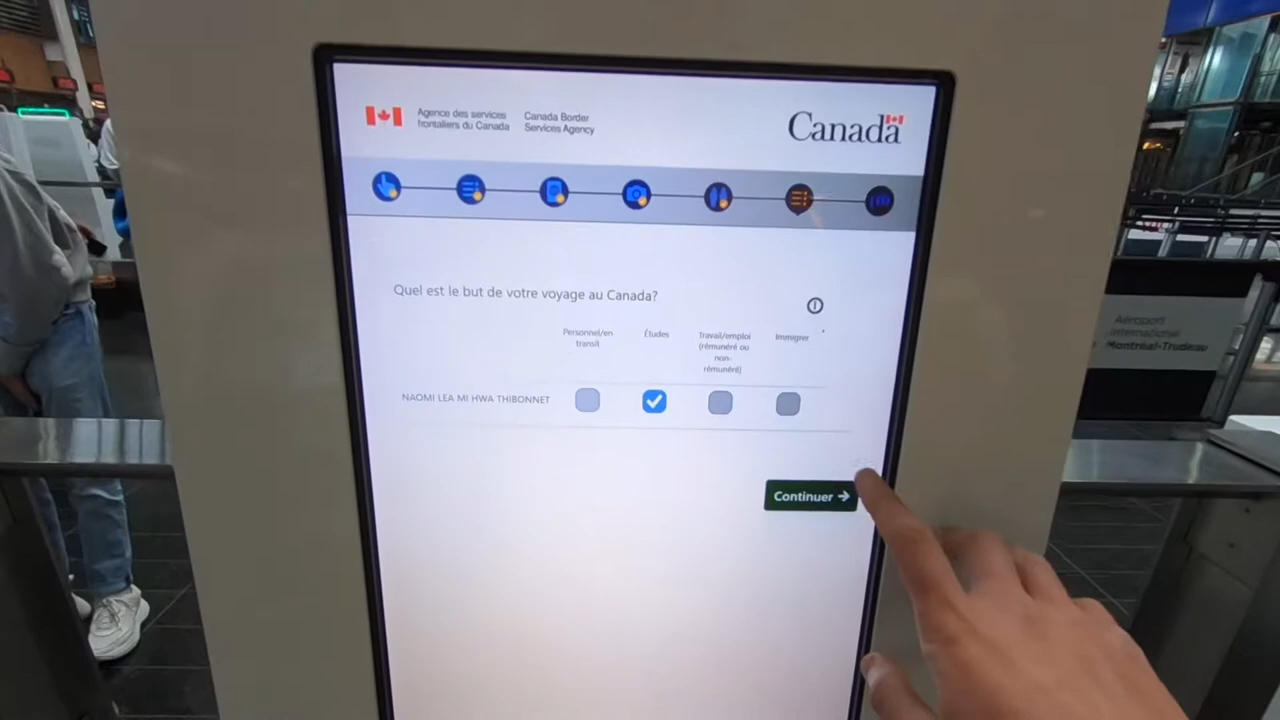 Agence des services
frontaliers du Canada
Canada Border
Services Agency
Canada
Quel est le but de votre voyage au Canada?
Personnel/en
transit
Études
Travail/emploi
(rémunéré ou
non-
rémunéré)
Immigrer
NAOMI LEA MI HWA THIBONNET
Continuer →
Aéroport
International
Montréal-Trudeau